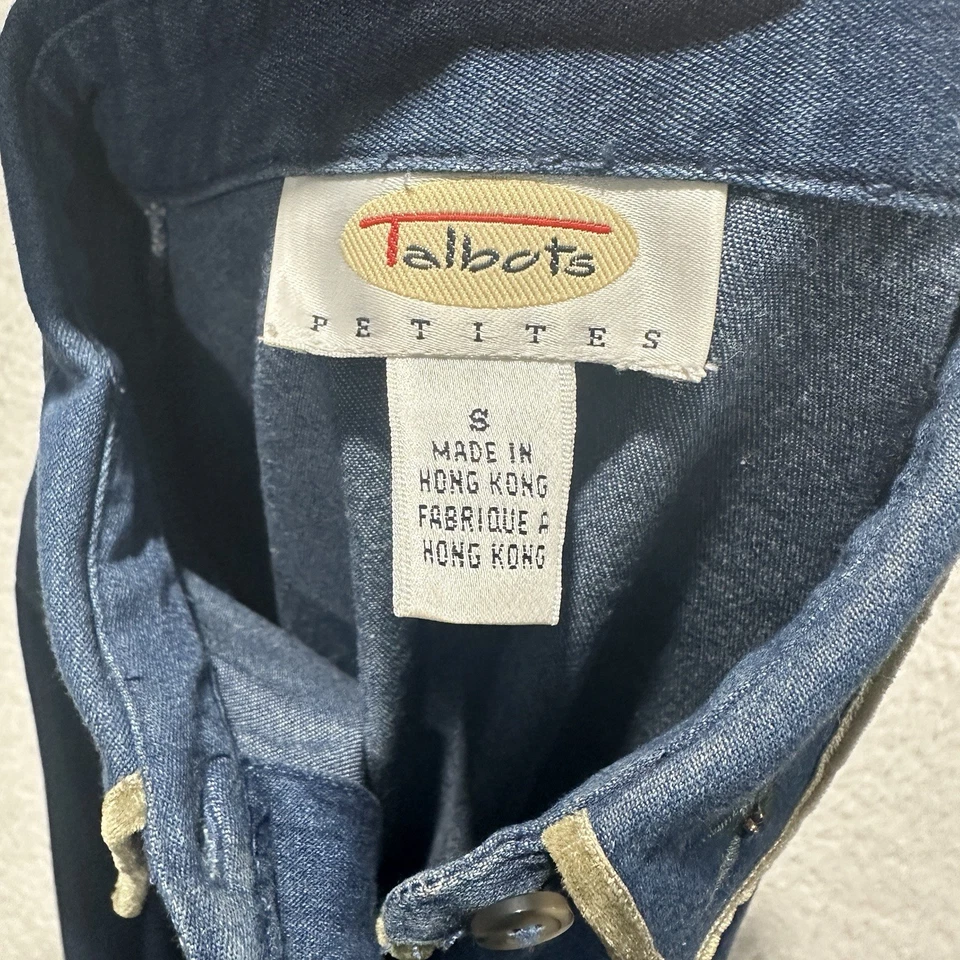 Talbots
PETITES
S
MADE IN
HONG KONG
FABRIQUE A
HONG KONG